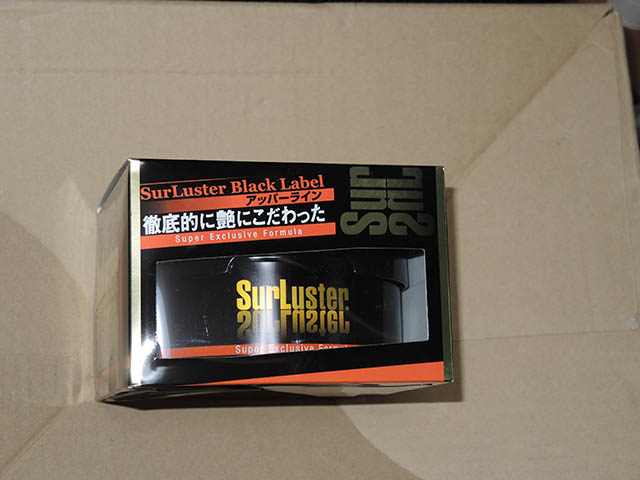 SurLuster Black Label
アッパーライン
徹底的に艶にこだわった
Super Exclusive Formula
Sur
SurLuster
Super Exclusive Formula